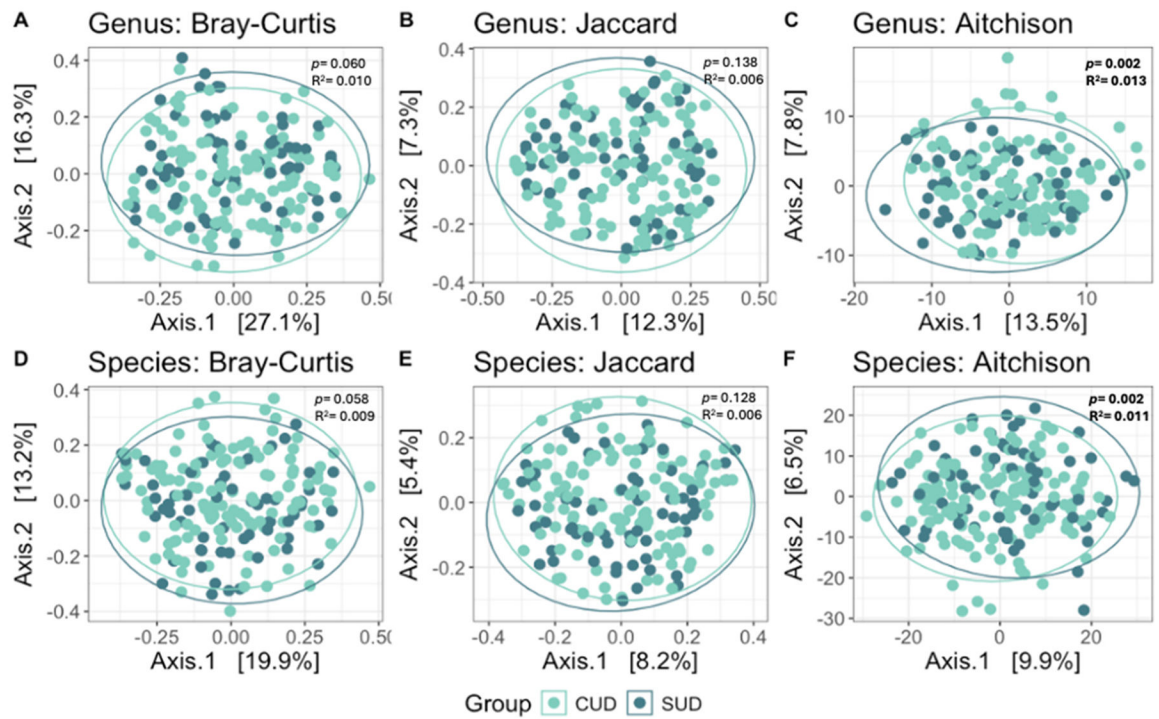 A Genus: Bray-Curtis
p= 0.060
R²= 0.010
0.4
0.2
0.0
-0.2
Axis.2 [16.3%]
-0.25 0.00 0.25 0.5
Axis.1 [27.1%]
B Genus: Jaccard
p= 0.138
R²= 0.006
0.4
0.2
0.0
-0.2
-0.4
Axis.2 [7.3%]
-0.50 -0.25 0.00 0.25 0.50
Axis.1 [12.3%]
C Genus: Aitchison
p= 0.002
R²= 0.013
10
0
-10
Axis.2 [7.8%]
-20 -10 0 10
Axis.1 [13.5%]
D Species: Bray-Curtis
p= 0.058
R²= 0.009
0.4
0.2
0.0
-0.2
-0.4
Axis.2 [13.2%]
-0.25 0.00 0.25 0.5
Axis.1 [19.9%]
E Species: Jaccard
p= 0.128
R²= 0.006
0.2
0.0
-0.2
Axis.2 [5.4%]
-0.4 -0.2 0.0 0.2 0.4
Axis.1 [8.2%]
F Species: Aitchison
p= 0.002
R²= 0.011
20
10
0
-10
-20
-30
Axis.2 [6.5%]
-20 0 20
Axis.1 [9.9%]
Group CUD SUD